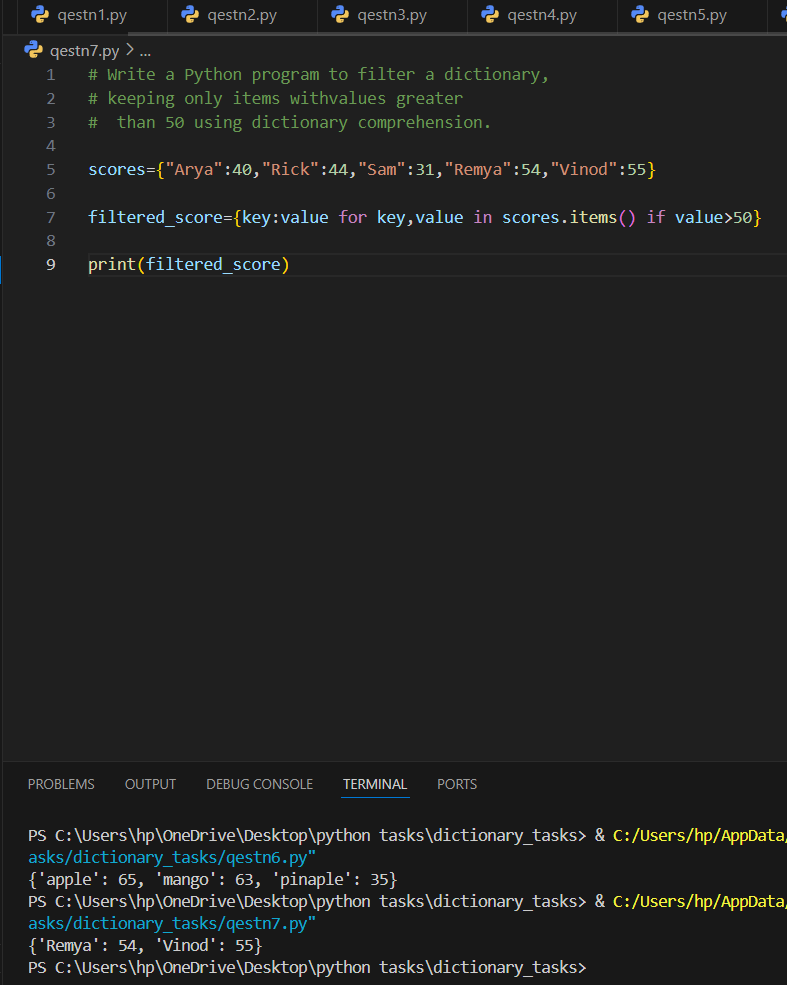 qestn1.py qestn2.py qestn3.py qestn4.py qestn5.py
qestn7.py > ...
1 # Write a Python program to filter a dictionary,
2 # keeping only items withvalues greater
3 #  than 50 using dictionary comprehension.
4
5 scores={"Arya":40,"Rick":44,"Sam":31,"Remya":54,"Vinod":55}
6
7 filtered_score={key:value for key,value in scores.items() if value>50}
8
9 print(filtered_score)
PROBLEMS OUTPUT DEBUG CONSOLE TERMINAL PORTS
PS C:\Users\hp\OneDrive\Desktop\python tasks\dictionary_tasks> & C:/Users/hp/AppData/
asks/dictionary_tasks/qestn6.py"
{'apple': 65, 'mango': 63, 'pinaple': 35}
PS C:\Users\hp\OneDrive\Desktop\python tasks\dictionary_tasks> & C:/Users/hp/AppData/
asks/dictionary_tasks/qestn7.py"
{'Remya': 54, 'Vinod': 55}
PS C:\Users\hp\OneDrive\Desktop\python tasks\dictionary_tasks>